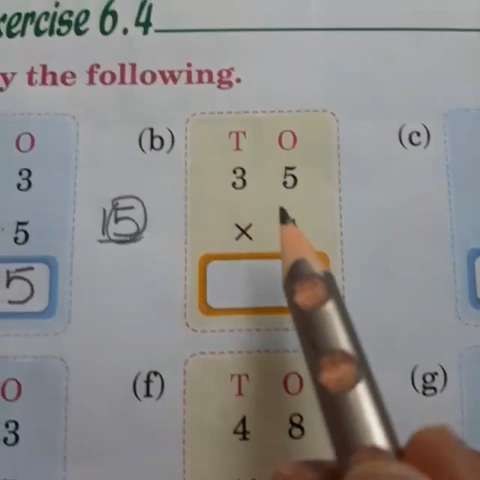 ercise 6.4
y the following.
O (b) T O (c)
3 3 5
5 15 ×
5
O (f) T O (g)
3 4 8